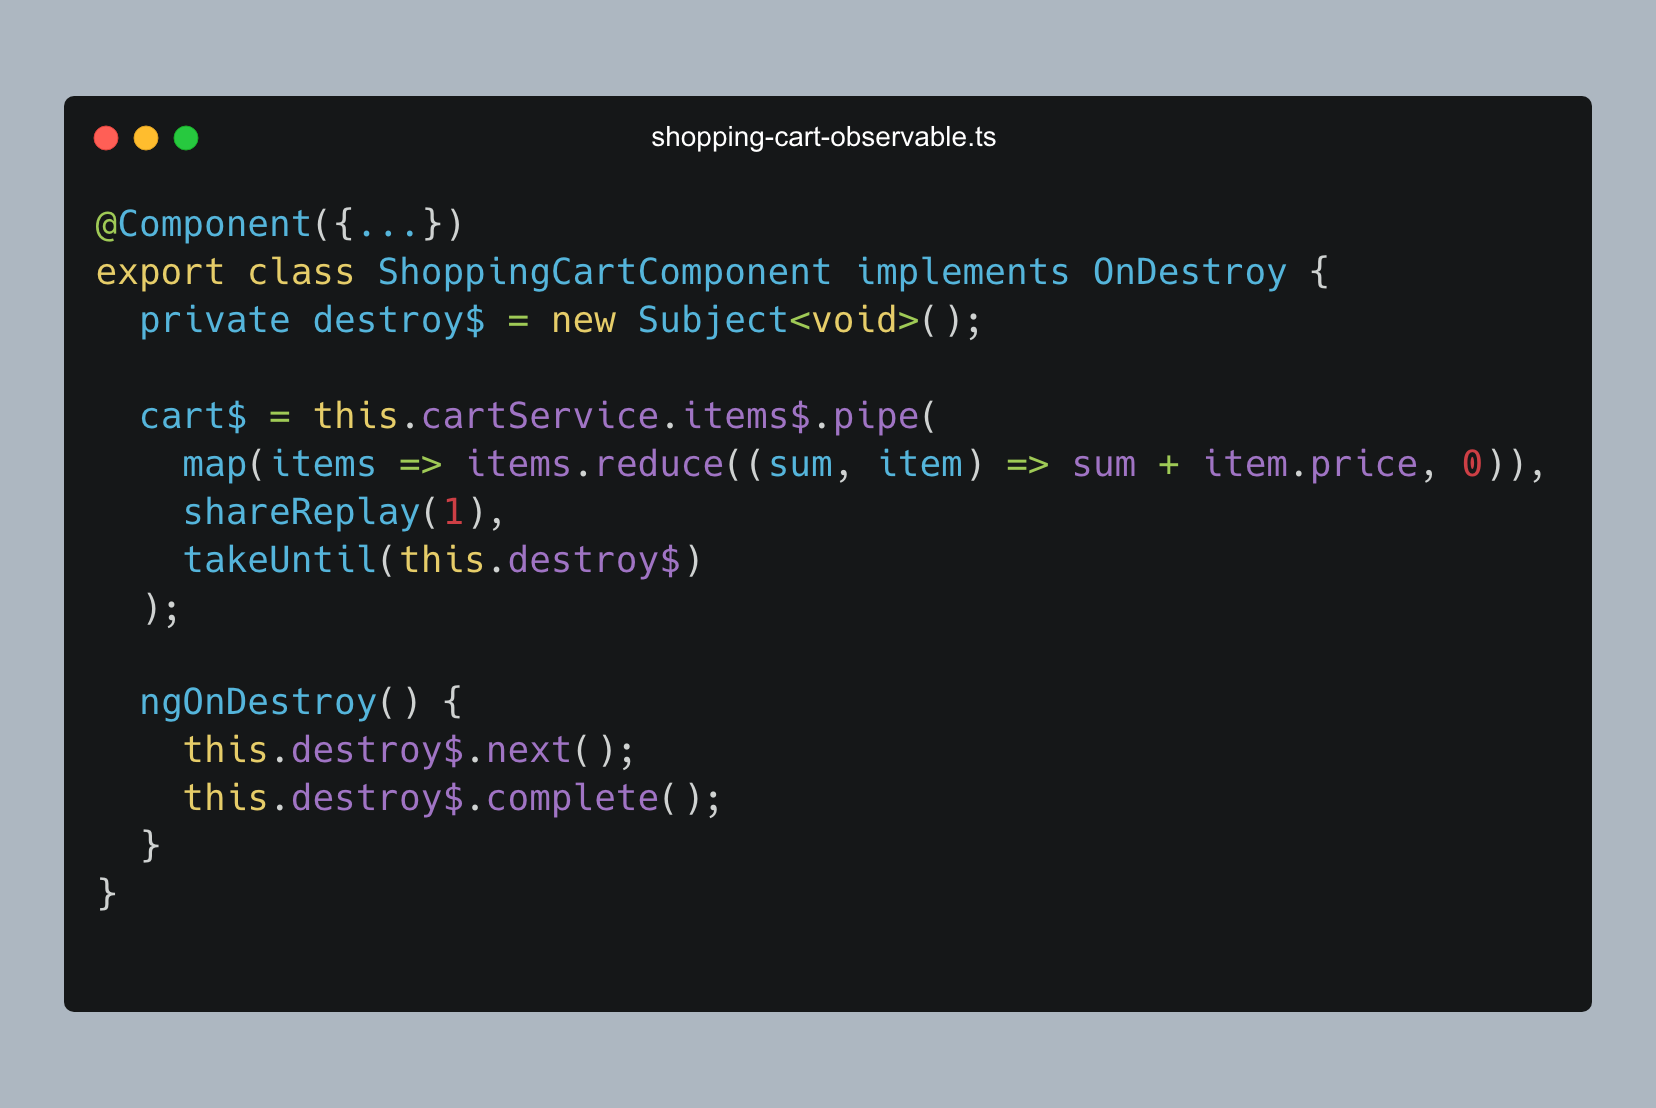 shopping-cart-observable.ts
@Component({...})
export class ShoppingCartComponent implements OnDestroy {
  private destroy$ = new Subject<void>();

  cart$ = this.cartService.items$.pipe(
    map(items => items.reduce((sum, item) => sum + item.price, 0)),
    shareReplay(1),
    takeUntil(this.destroy$)
  );

  ngOnDestroy() {
    this.destroy$.next();
    this.destroy$.complete();
  }
}